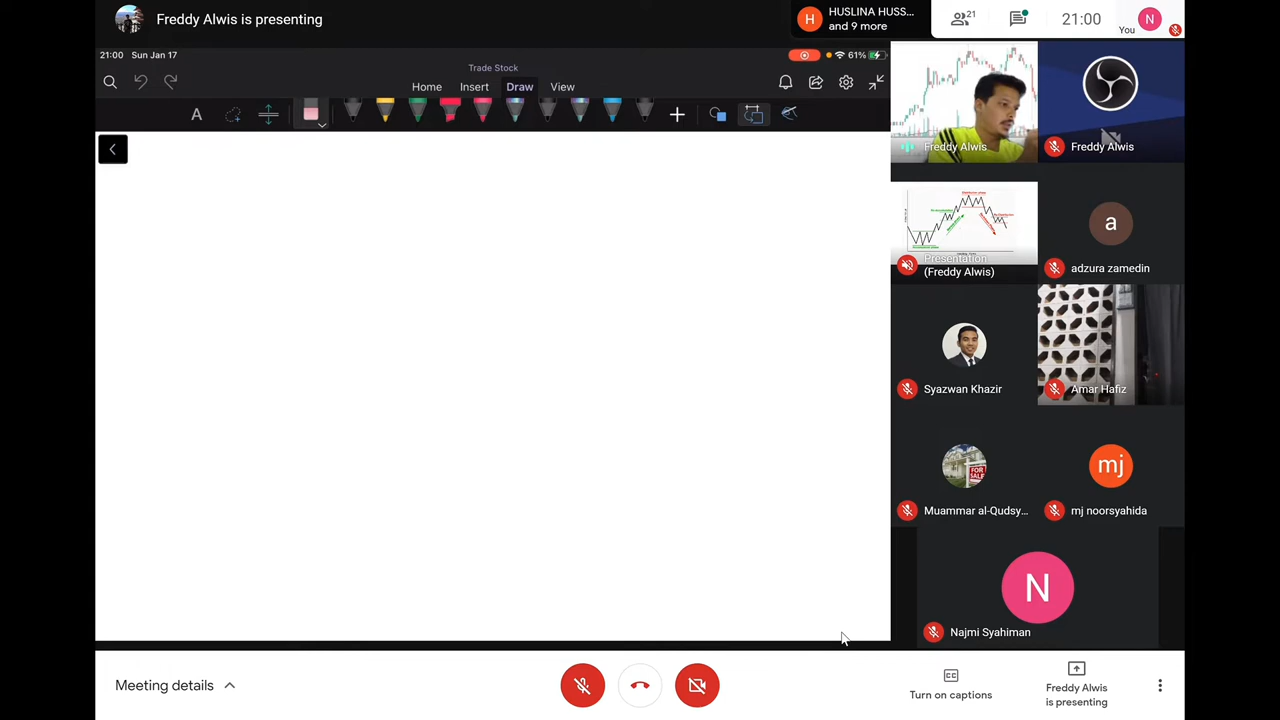 Freddy Alwis is presenting
HUSLINA HUSS...
and 9 more
21
21:00
You
N
H
21:00 Sun Jan 17
61%
Trade Stock
Home Insert Draw View
A
Freddy Alwis
Freddy Alwis
Presentation
(Freddy Alwis)
a
adzura zamedin
Syazwan Khazir
Amar Hafiz
FOR
SALE
Muammar al-Qudsy...
mj
mj noorsyahida
N
Najmi Syahiman
Meeting details
Turn on captions
Freddy Alwis
is presenting